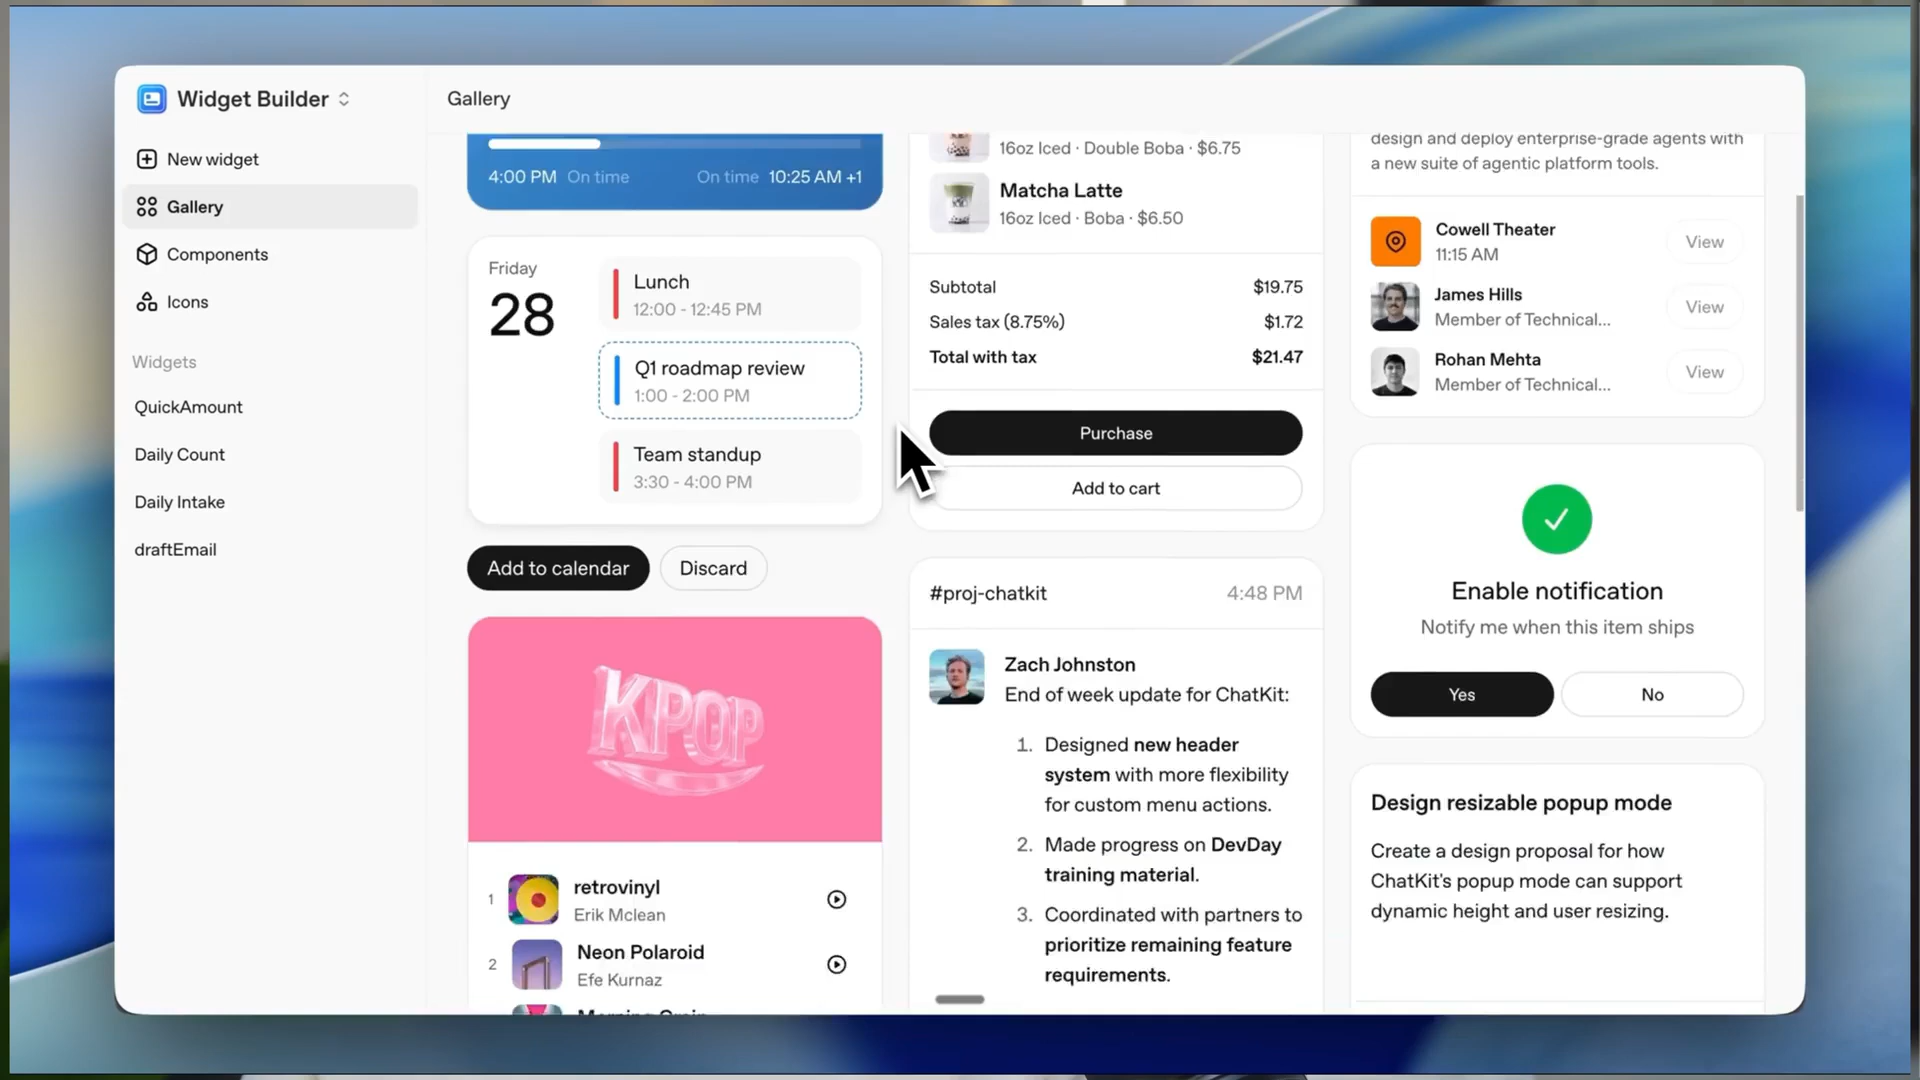 Widget Builder
New widget
Gallery
Components
Icons
Widgets
QuickAmount
Daily Count
Daily Intake
draftEmail
Gallery
4:00 PM On time On time 10:25 AM +1
Friday
28
Lunch
12:00 - 12:45 PM
Q1 roadmap review
1:00 - 2:00 PM
Team standup
3:30 - 4:00 PM
Add to calendar
Discard
KPOP
1
retrovinyl
Erik Mclean
2
Neon Polaroid
Efe Kurnaz
16oz Iced · Double Boba · $6.75
Matcha Latte
16oz Iced · Boba · $6.50
Subtotal $19.75
Sales tax (8.75%) $1.72
Total with tax $21.47
Purchase
Add to cart
#proj-chatkit 4:48 PM
Zach Johnston
End of week update for ChatKit:
1. Designed new header
system with more flexibility
for custom menu actions.
2. Made progress on DevDay
training material.
3. Coordinated with partners to
prioritize remaining feature
requirements.
design and deploy enterprise-grade agents with
a new suite of agentic platform tools.
Cowell Theater
11:15 AM
View
James Hills
Member of Technical...
View
Rohan Mehta
Member of Technical...
View
Enable notification
Notify me when this item ships
Yes
No
Design resizable popup mode
Create a design proposal for how
ChatKit's popup mode can support
dynamic height and user resizing.